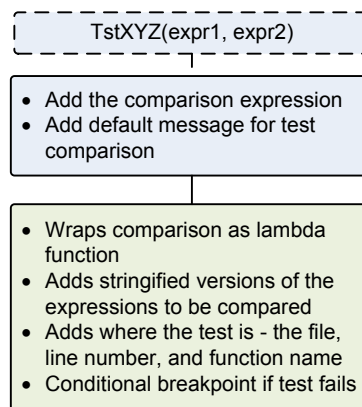 TstXYZ(expr1, expr2)
• Add the comparison expression
• Add default message for test
comparison
• Wraps comparison as lambda
function
• Adds stringified versions of the
expressions to be compared
• Adds where the test is - the file,
line number, and function name
• Conditional breakpoint if test fails